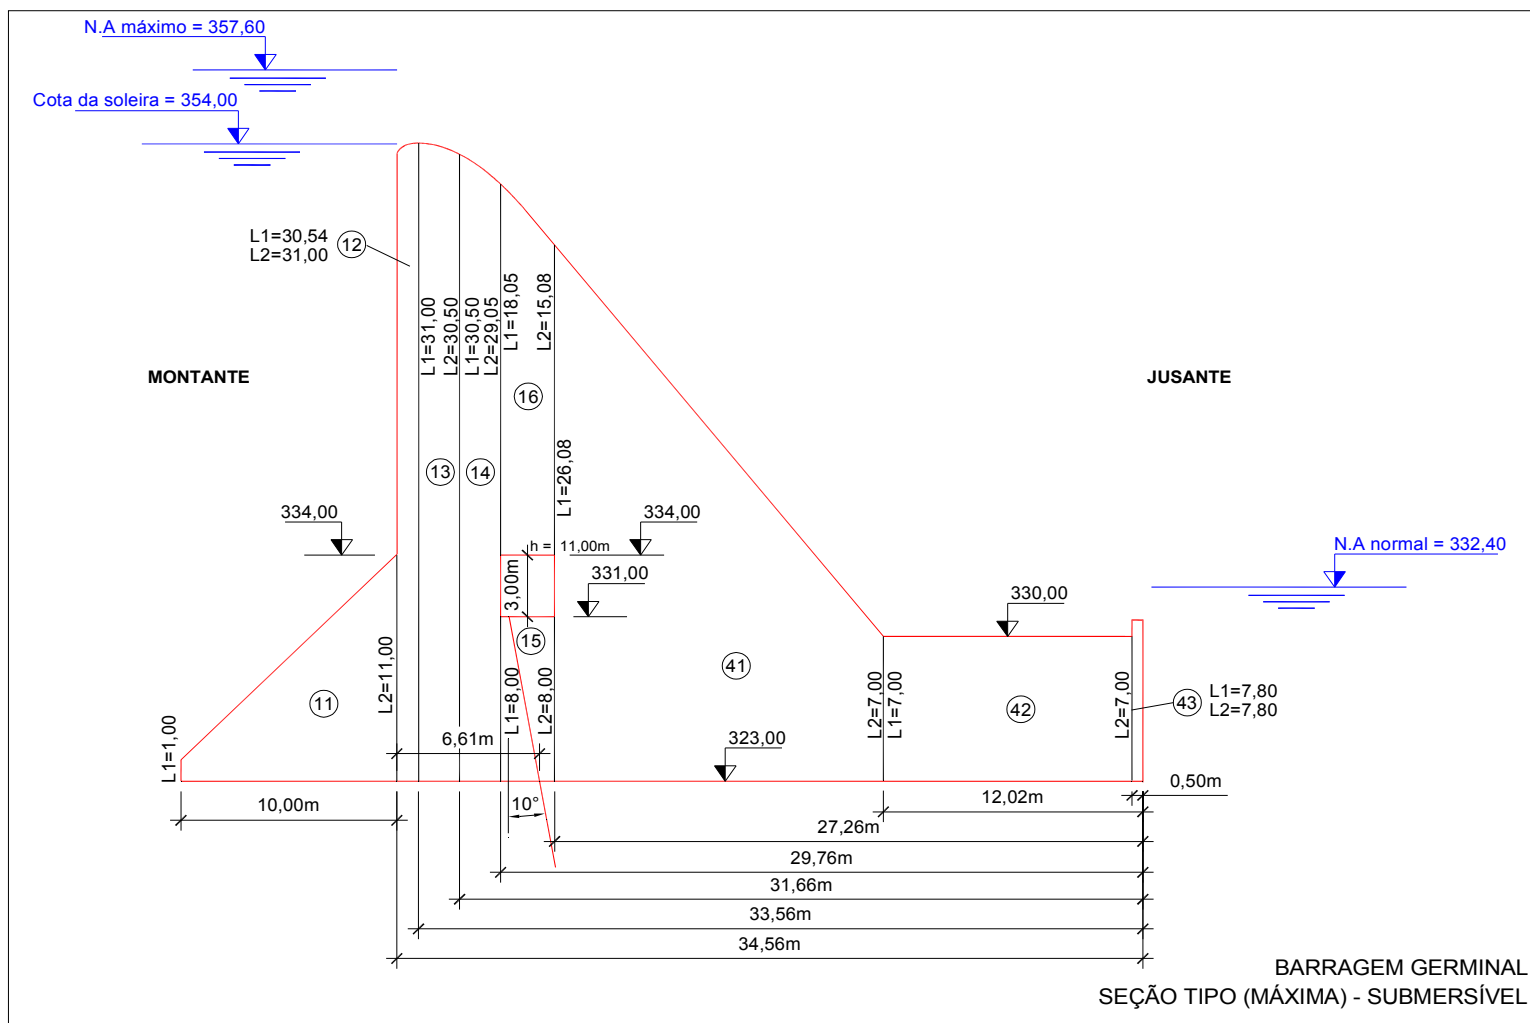 N.A máximo = 357,60
Cota da soleira = 354,00
L1=30,54
L2=31,00
12
L1=31,00
L2=30,50
L1=30,50
L2=29,05
L1=18,05
L2=15,08
MONTANTE
JUSANTE
16
13
14
L1=26,08
334,00
334,00
h = 11,00m
N.A normal = 332,40
3,00m
331,00
330,00
15
41
L2=11,00
L1=8,00
L2=8,00
L2=7,00
L1=7,00
L2=7,00
11
42
43
L1=7,80
L2=7,80
L1=1,00
6,61m
323,00
10,00m
10°
12,02m
0,50m
27,26m
29,76m
31,66m
33,56m
34,56m
BARRAGEM GERMINAL
SEÇÃO TIPO (MÁXIMA) - SUBMERSÍVEL